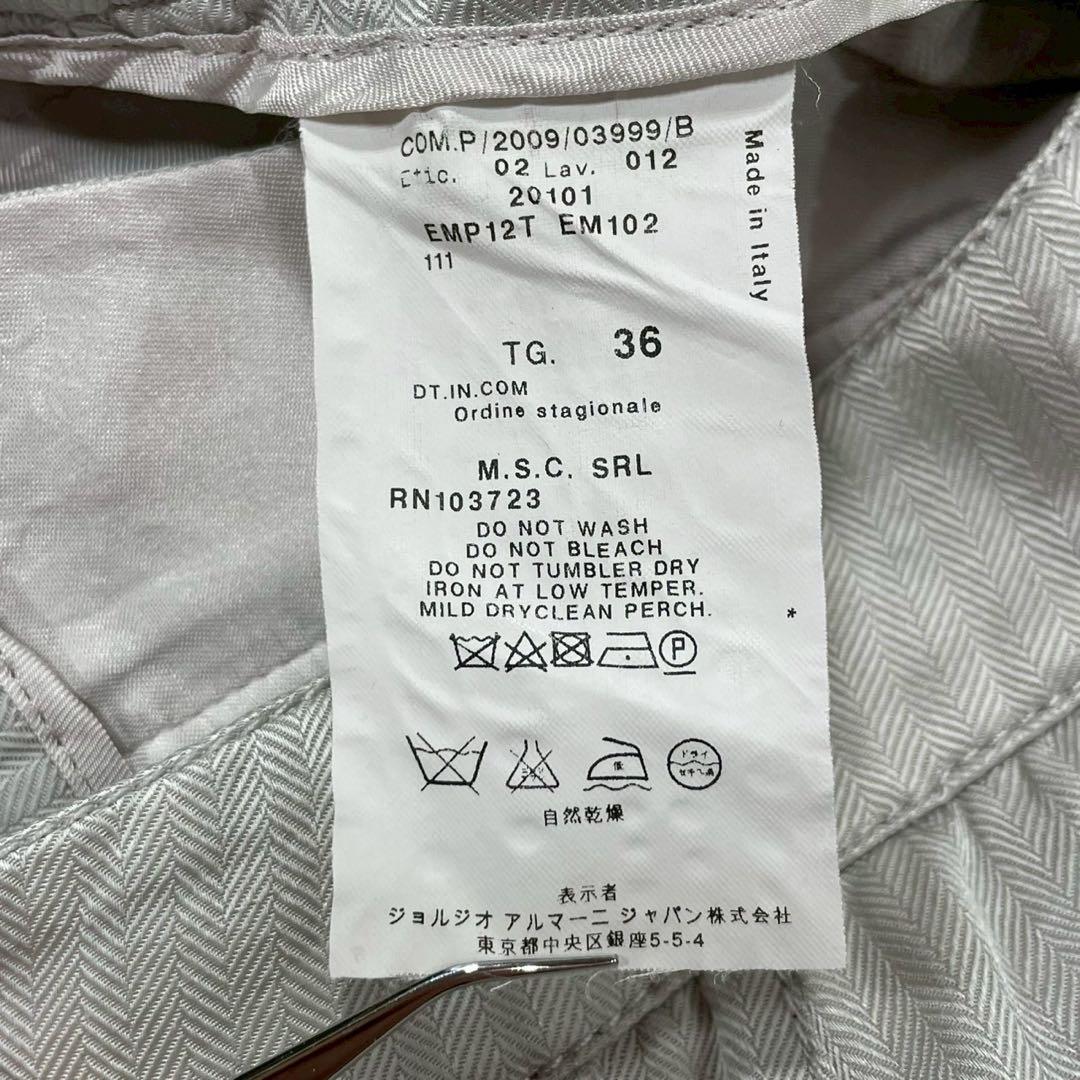 COM.P/2009/03999/B
Etic. 02 Lav. 012
20101
EMP12T EM102
111
Made in Italy
TG. 36
DT.IN.COM
Ordine stagionale
M.S.C. SRL
RN103723
DO NOT WASH
DO NOT BLEACH
DO NOT TUMBLER DRY
IRON AT LOW TEMPER.
MILD DRYCLEAN PERCH. *
P
低
ドライ
自然乾燥
表示者
ジョルジオ アルマーニ ジャパン株式会社
東京都中央区銀座5-5-4